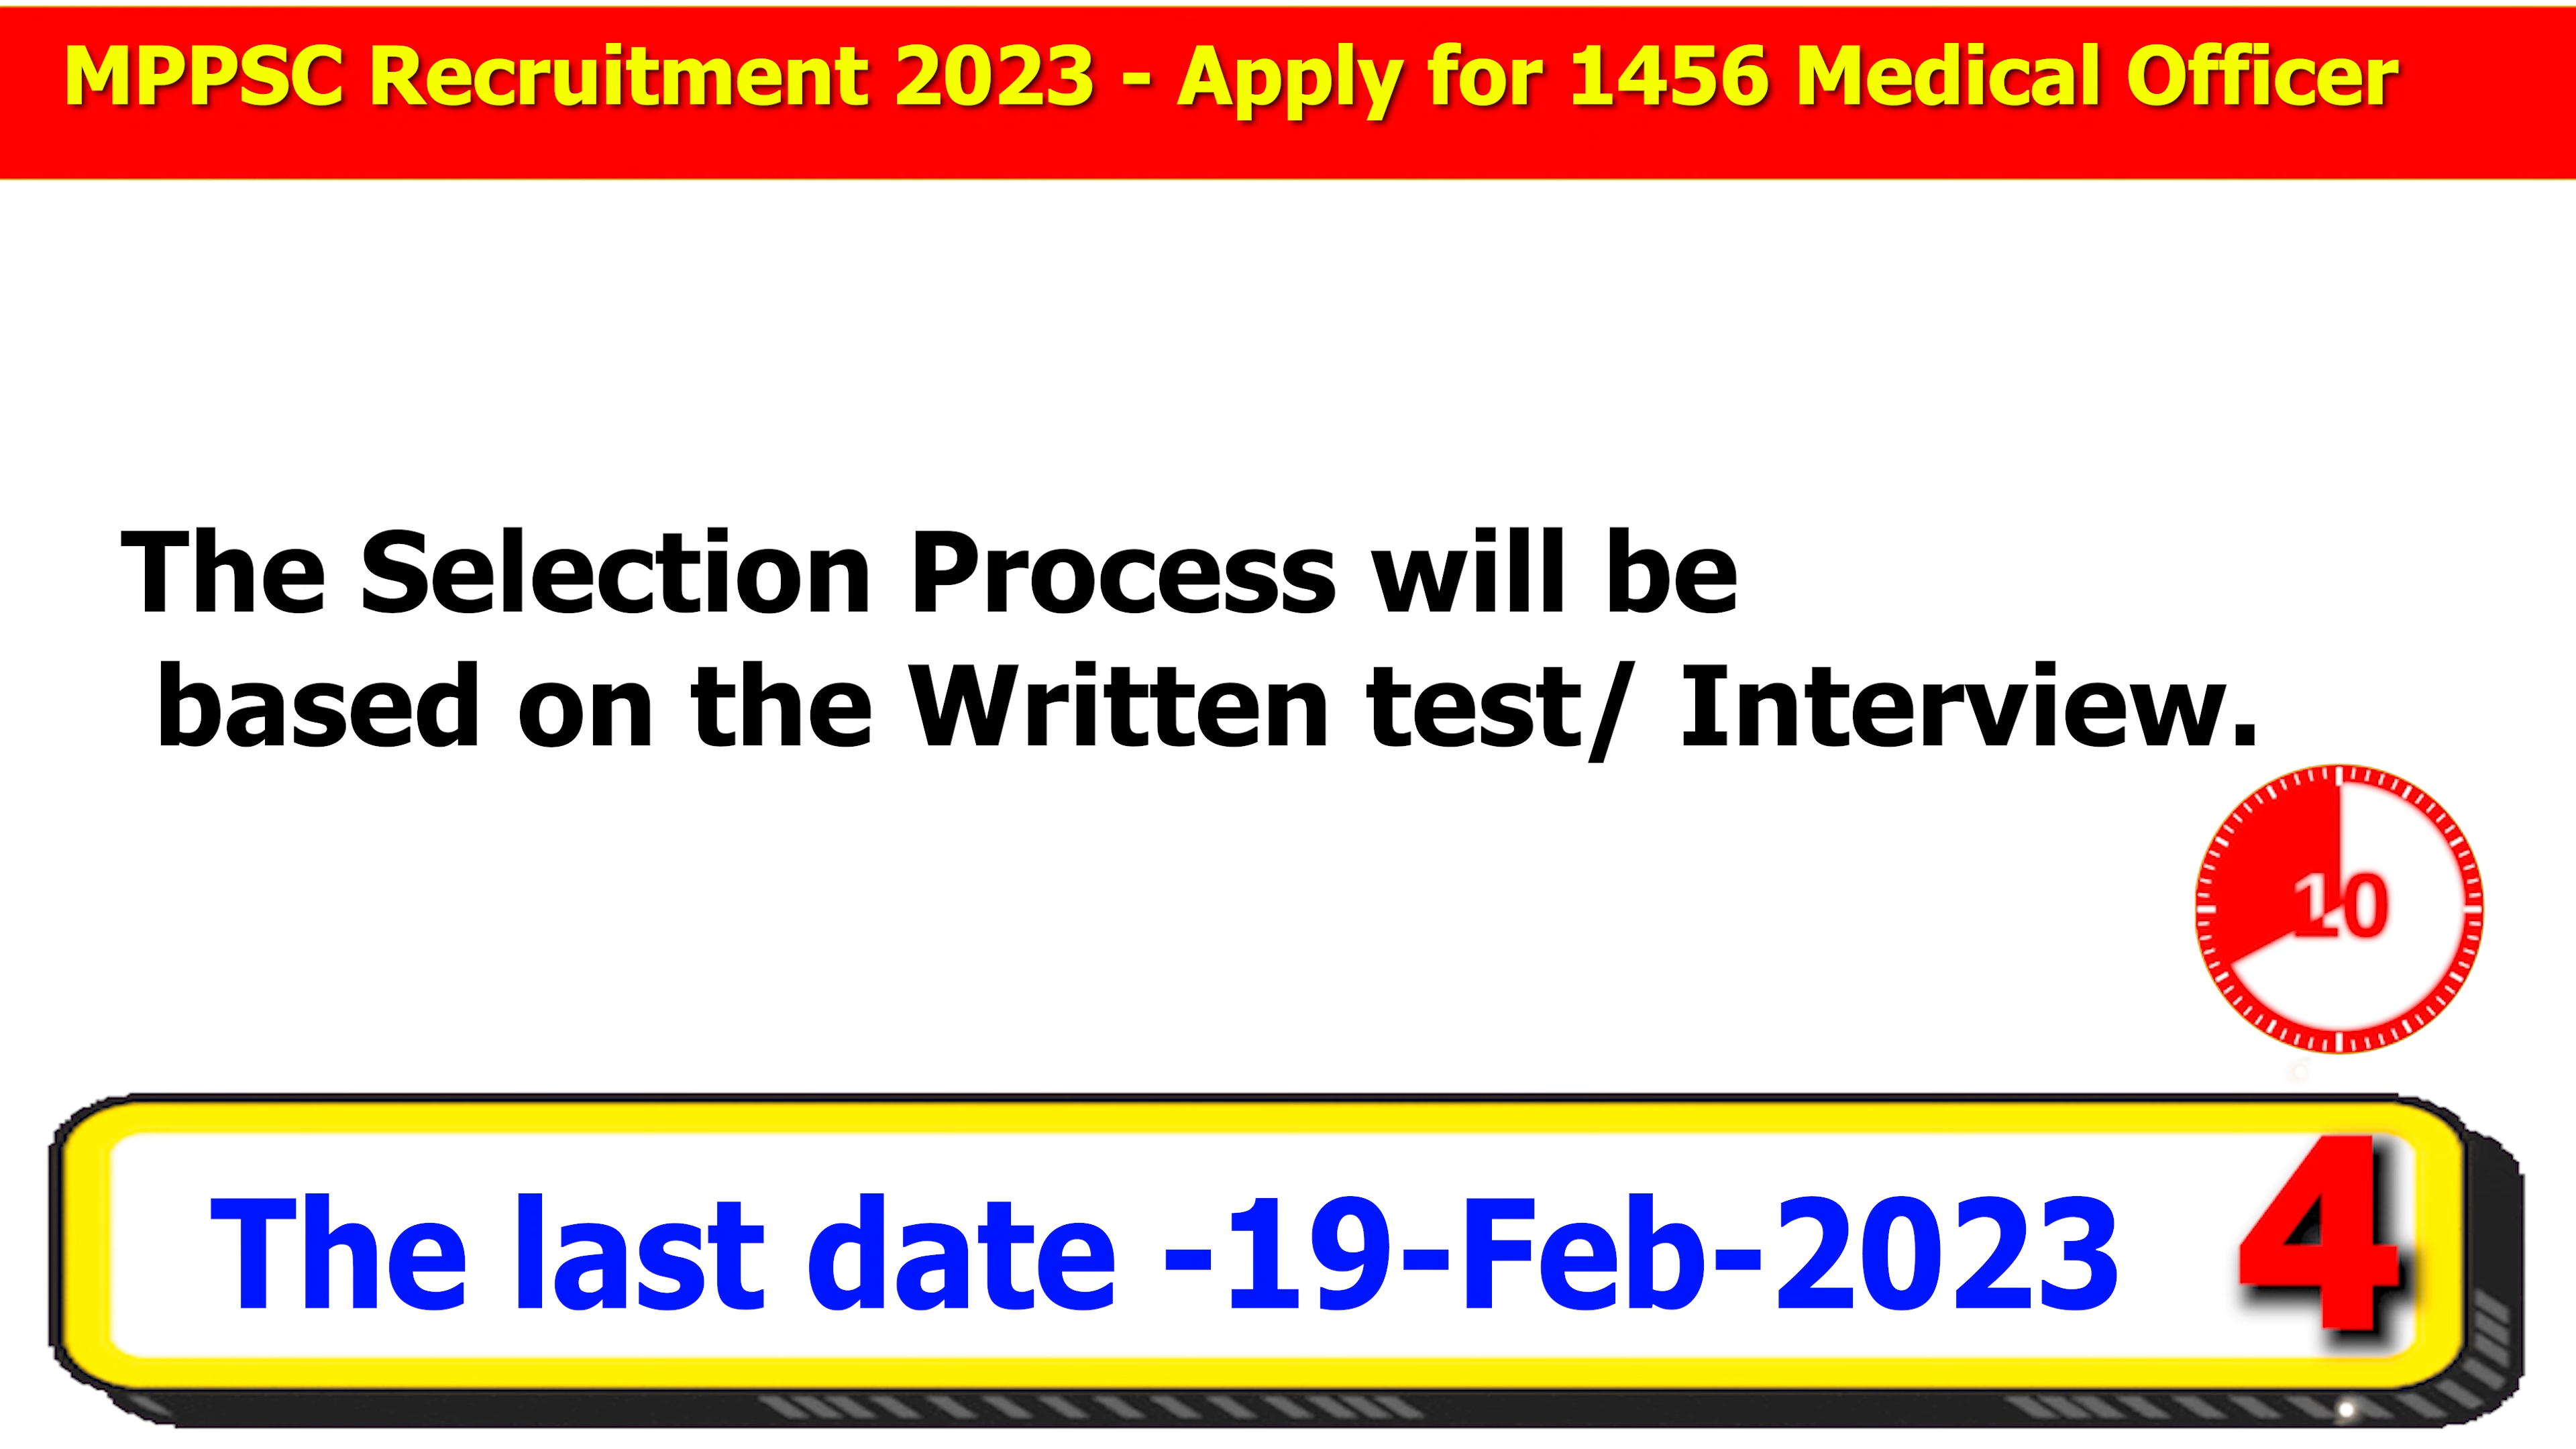 MPPSC Recruitment 2023 - Apply for 1456 Medical Officer
The Selection Process will be
based on the Written test/ Interview.
10
The last date -19-Feb-2023
4